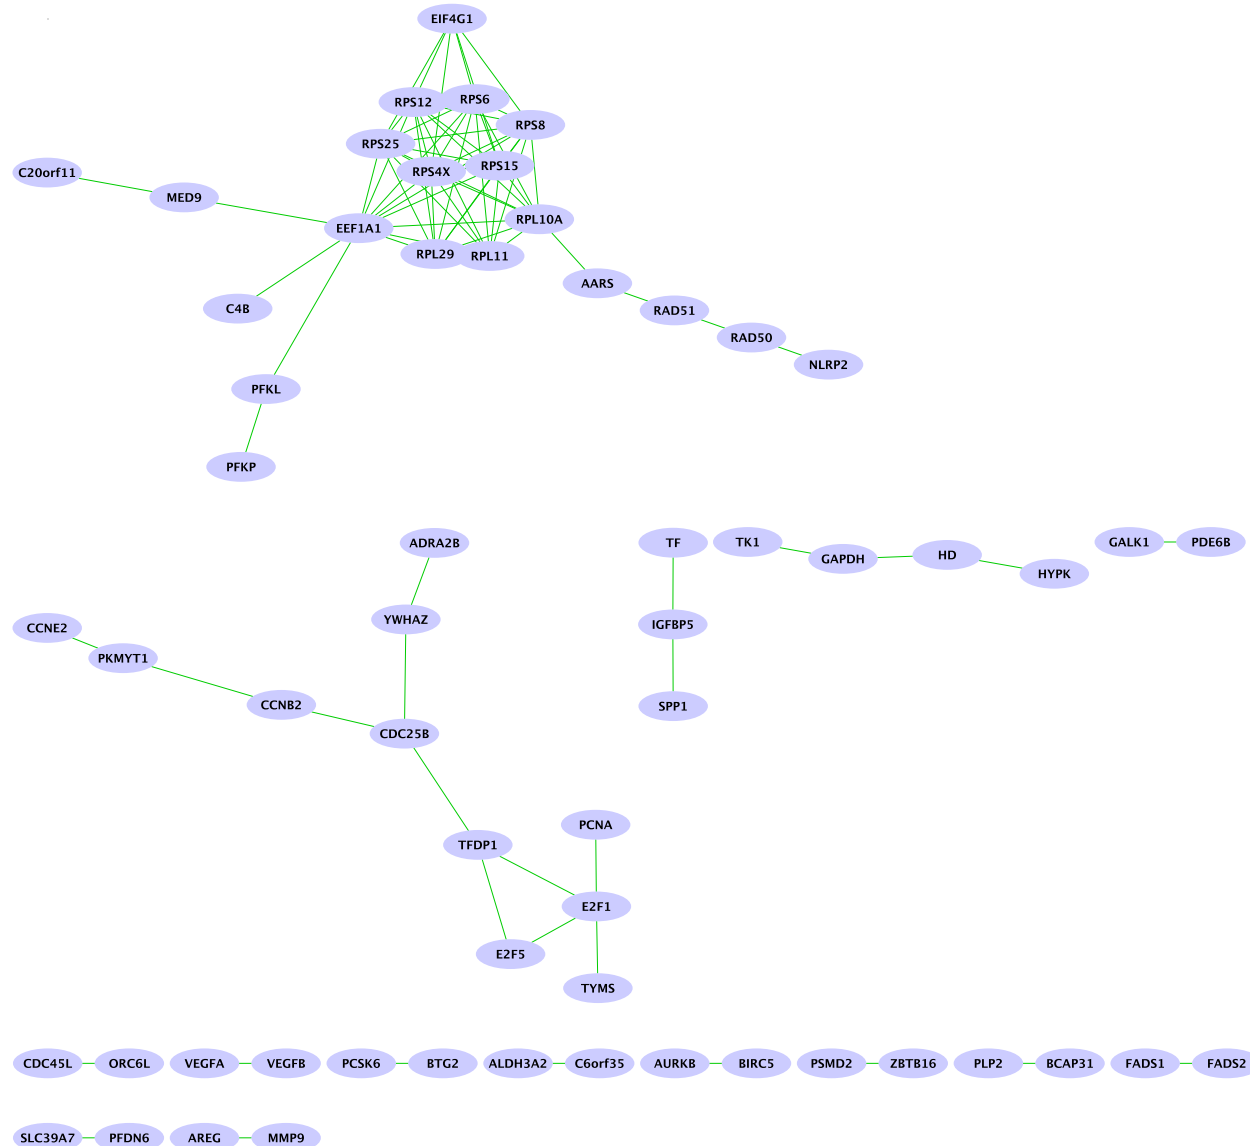 EIF4G1
RPS12
RPS6
RPS8
RPS25
RPS4X
RPS15
C20orf11
MED9
EEF1A1
RPL10A
RPL29
RPL11
AARS
C4B
RAD51
RAD50
NLRP2
PFKL
PFKP
ADRA2B
TF
TK1
GAPDH
HD
HYPK
GALK1
PDE6B
CCNE2
YWHAZ
IGFBP5
PKMYT1
CCNB2
SPP1
CDC25B
PCNA
TFDP1
E2F1
E2F5
TYMS
CDC45L
ORC6L
VEGFA
VEGFB
PCSK6
BTG2
ALDH3A2
C6orf35
AURKB
BIRC5
PSMD2
ZBTB16
PLP2
BCAP31
FADS1
FADS2
SLC39A7
PFDN6
AREG
MMP9